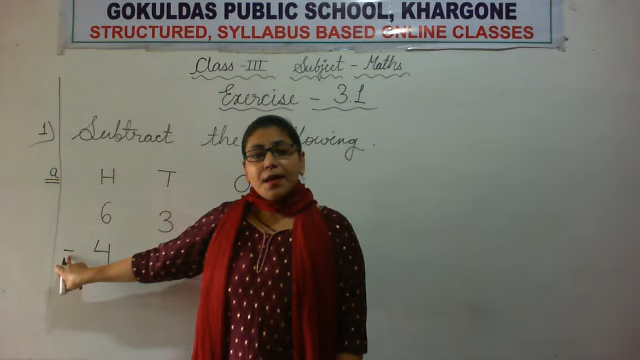 GOKULDAS PUBLIC SCHOOL, KHARGONE
STRUCTURED, SYLLABUS BASED ONLINE CLASSES
Class-III Subject - Maths
Exercise - 3.1
1) Subtract the
a H T
6 3
- 4